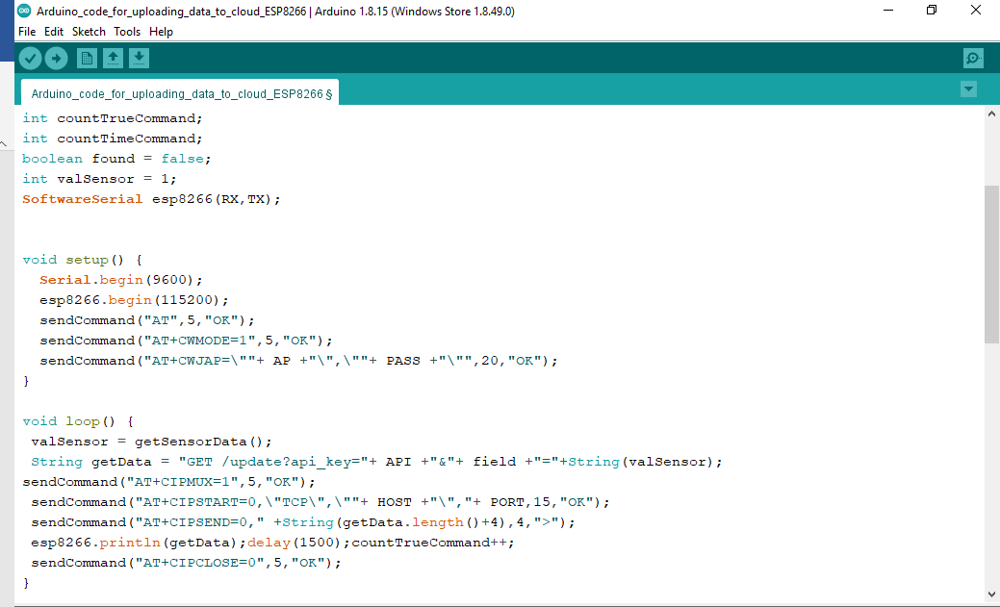 Arduino_code_for_uploading_data_to_cloud_ESP8266 | Arduino 1.8.15 (Windows Store 1.8.49.0)
File Edit Sketch Tools Help
Arduino_code_for_uploading_data_to_cloud_ESP8266 §
int countTrueCommand;
int countTimeCommand;
boolean found = false;
int valSensor = 1;
SoftwareSerial esp8266(RX,TX);
void setup() {
Serial.begin(9600);
esp8266.begin(115200);
sendCommand("AT",5,"OK");
sendCommand("AT+CWMODE=1",5,"OK");
sendCommand("AT+CWJAP=\""+ AP +"\",\""+ PASS +"\"",20,"OK");
}
void loop() {
valSensor = getSensorData();
String getData = "GET /update?api_key="+ API +"&"+ field +"="+String(valSensor);
sendCommand("AT+CIPMUX=1",5,"OK");
sendCommand("AT+CIPSTART=0,\"TCP\",\""+ HOST +"\","+ PORT,15,"OK");
sendCommand("AT+CIPSEND=0," +String(getData.length()+4),4,">");
esp8266.println(getData);delay(1500);countTrueCommand++;
sendCommand("AT+CIPCLOSE=0",5,"OK");
}